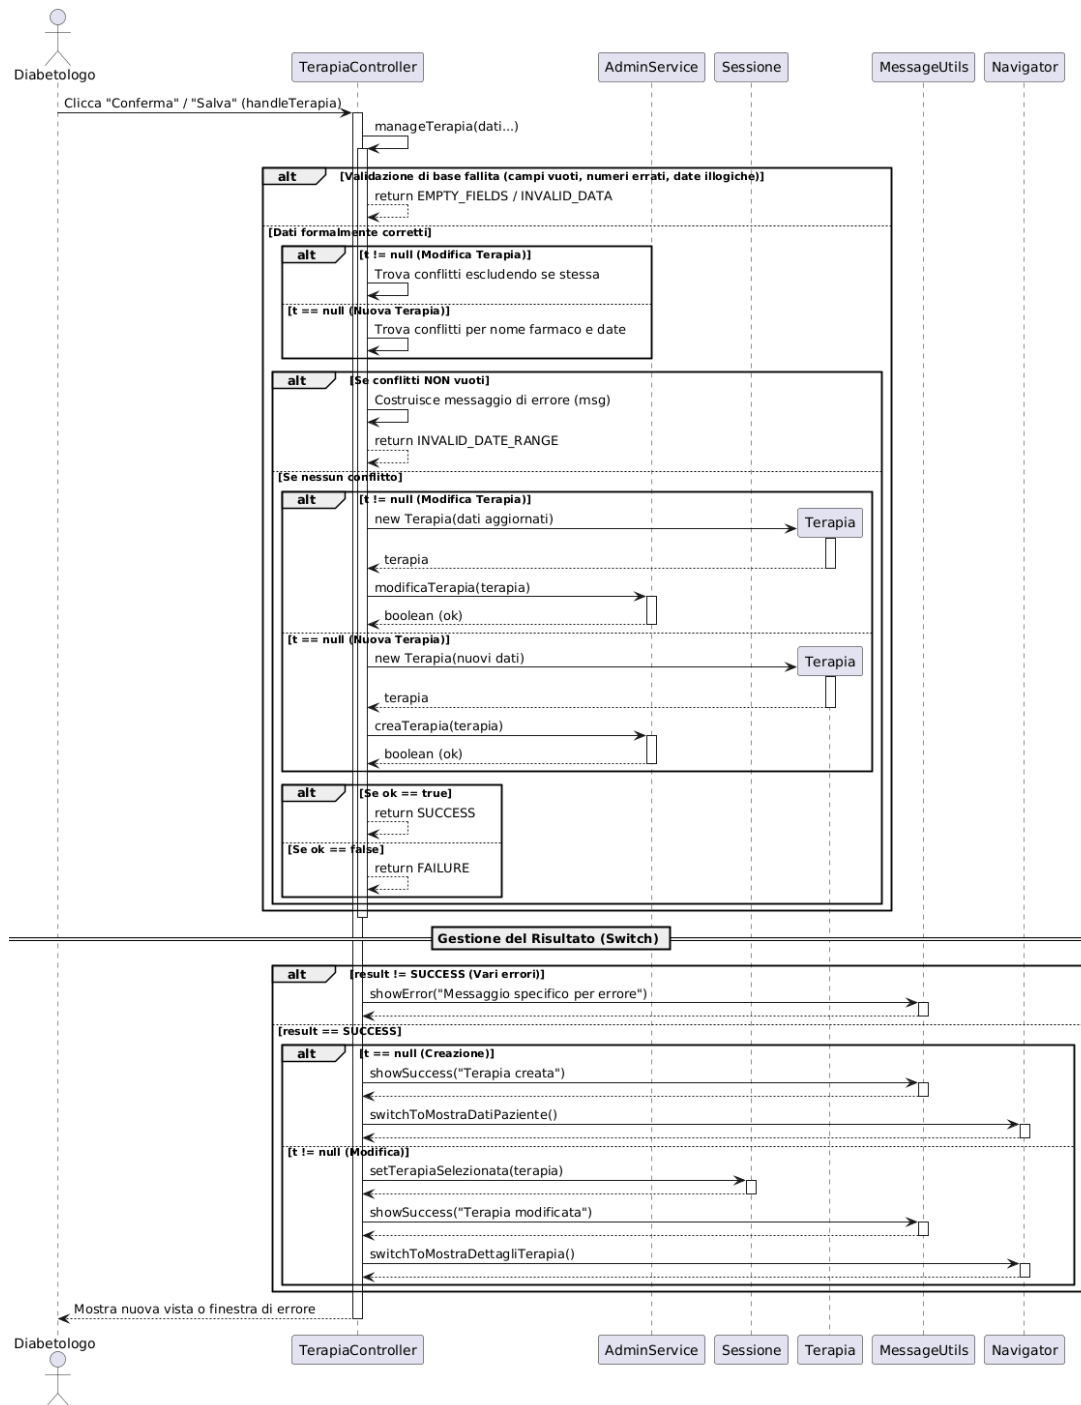 Diabetologo
TerapiaController
AdminService
Sessione
MessageUtils
Navigator
Clicca "Conferma" / "Salva" (handleTerapia)
manageTerapia(dati...)
alt
[Validazione di base fallita (campi vuoti, numeri errati, date illogiche)]
return EMPTY_FIELDS / INVALID_DATA
[Dati formalmente corretti]
alt
[t != null (Modifica Terapia)]
Trova conflitti escludendo se stessa
[t == null (Nuova Terapia)]
Trova conflitti per nome farmaco e date
alt
[Se conflitti NON vuoti]
Costruisce messaggio di errore (msg)
return INVALID_DATE_RANGE
[Se nessun conflitto]
alt
[t != null (Modifica Terapia)]
new Terapia(dati aggiornati)
Terapia
terapia
modificaTerapia(terapia)
boolean (ok)
[t == null (Nuova Terapia)]
new Terapia(nuovi dati)
Terapia
terapia
creaTerapia(terapia)
boolean (ok)
alt
[Se ok == true]
return SUCCESS
[Se ok == false]
return FAILURE
Gestione del Risultato (Switch)
alt
[result != SUCCESS (Vari errori)]
showError("Messaggio specifico per errore")
[result == SUCCESS]
alt
[t == null (Creazione)]
showSuccess("Terapia creata")
switchToMostraDatiPaziente()
[t != null (Modifica)]
setTerapiaSelezionata(terapia)
showSuccess("Terapia modificata")
switchToMostraDettagliTerapia()
Mostra nuova vista o finestra di errore
Diabetologo
TerapiaController
AdminService
Sessione
Terapia
MessageUtils
Navigator